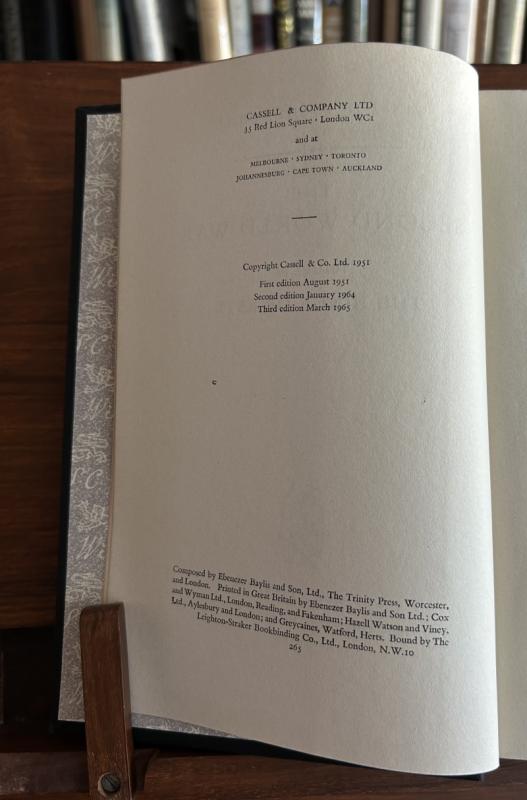 CASSELL & COMPANY LTD
35 Red Lion Square · London WC1
and at
MELBOURNE · SYDNEY · TORONTO
JOHANNESBURG · CAPE TOWN · AUCKLAND
Copyright Cassell & Co. Ltd. 1951
First edition August 1951
Second edition January 1964
Third edition March 1965
Composed by Ebenezer Baylis and Son, Ltd., The Trinity Press, Worcester,
and London. Printed in Great Britain by Ebenezer Baylis and Son Ltd.; Cox
and Wyman Ltd., London, Reading, and Fakenham; Hazell Watson and Viney,
Ltd., Aylesbury and London; and Greycaines, Watford, Herts. Bound by The
Leighton-Straker Bookbinding Co., Ltd., London, N.W.10
265